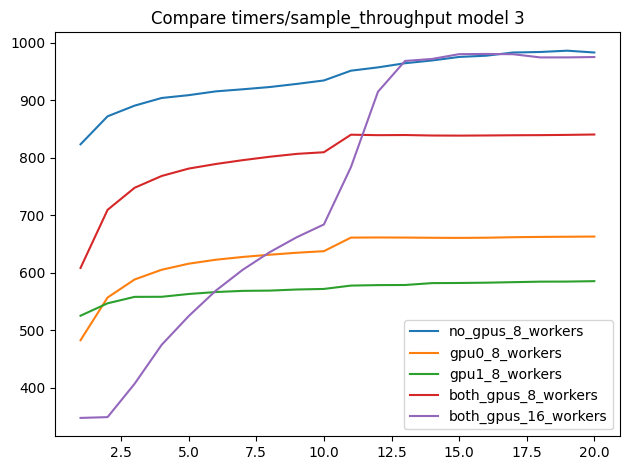 Compare timers/sample_throughput model 3
1000
900
800
700
600
500
400
2.5 5.0 7.5 10.0 12.5 15.0 17.5 20.0
no_gpus_8_workers
gpu0_8_workers
gpu1_8_workers
both_gpus_8_workers
both_gpus_16_workers